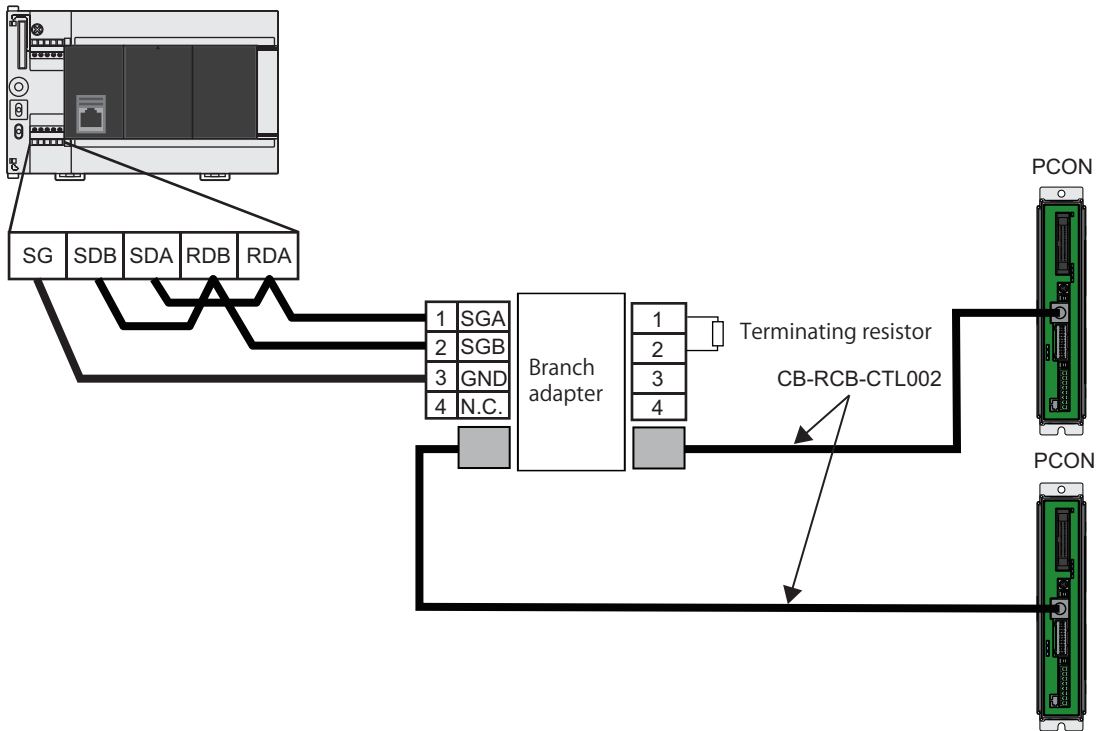 PCON
SG SDB SDA RDB RDA
1 SGA
2 SGB
3 GND
4 N.C.
Branch
adapter
1
2
3
4
Terminating resistor
CB-RCB-CTL002
PCON